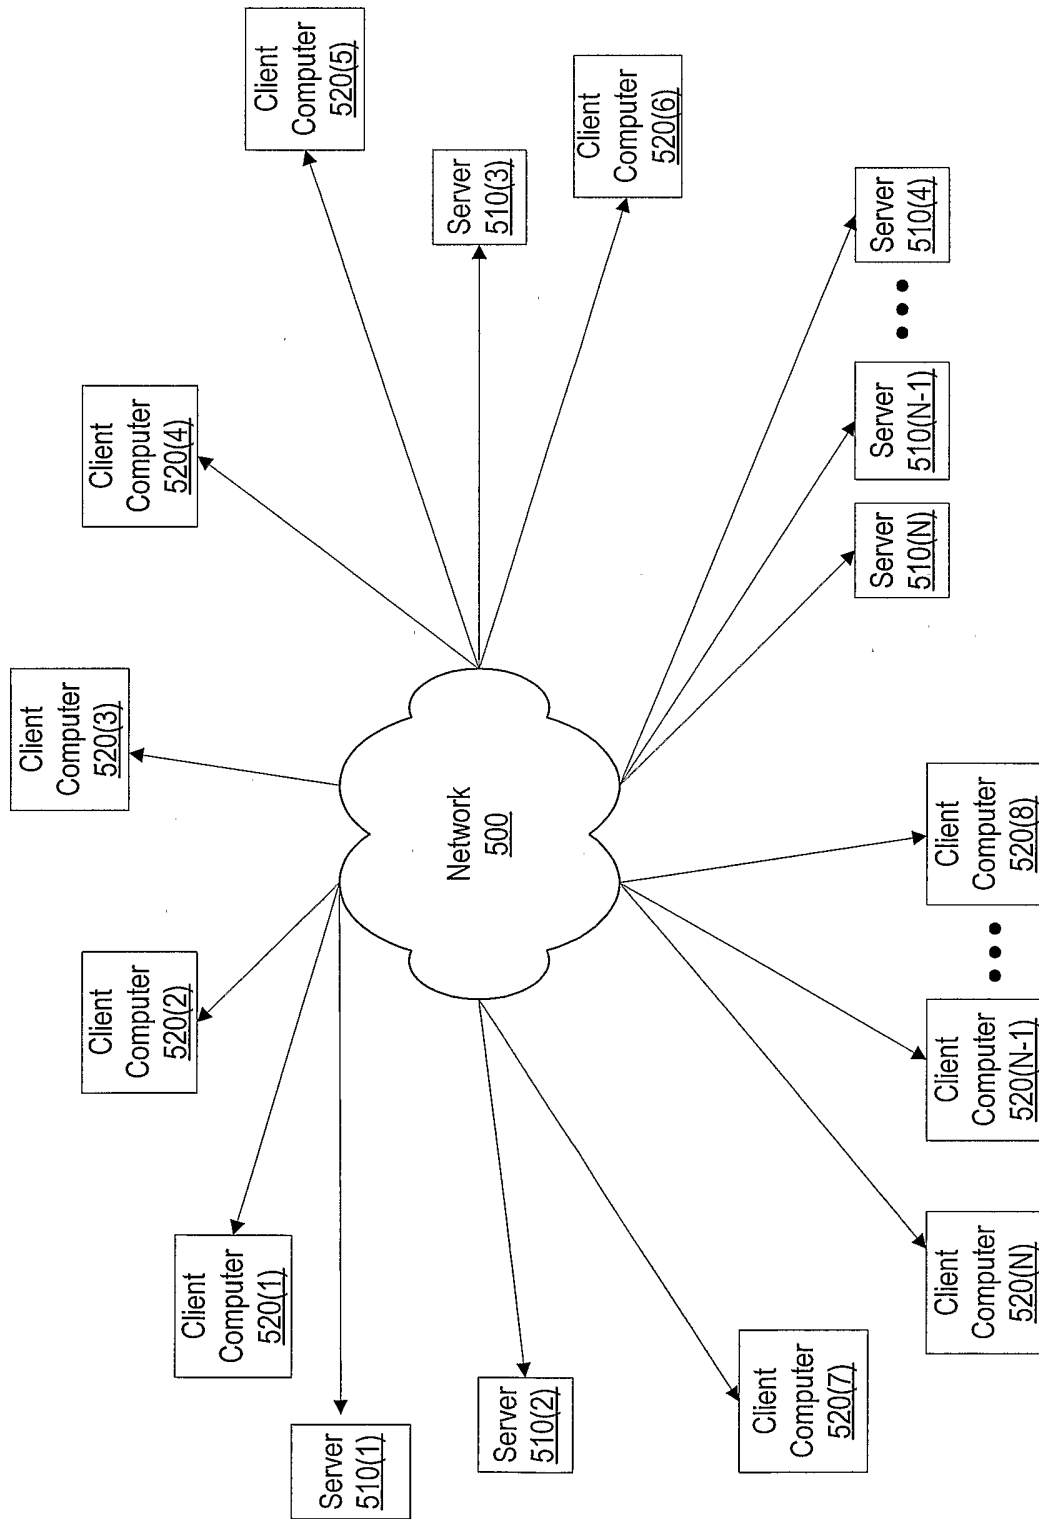 Client
Computer
520(3)
Client
Computer
520(2)
Client
Computer
520(4)
Client
Computer
520(1)
Client
Computer
520(5)
Server
510(1)
Network
500
Server
510(3)
Server
510(2)
Client
Computer
520(6)
Client
Computer
520(7)
Server
510(N)
Server
510(N-1)
Server
510(4)
Client
Computer
520(N)
Client
Computer
520(N-1)
Client
Computer
520(8)